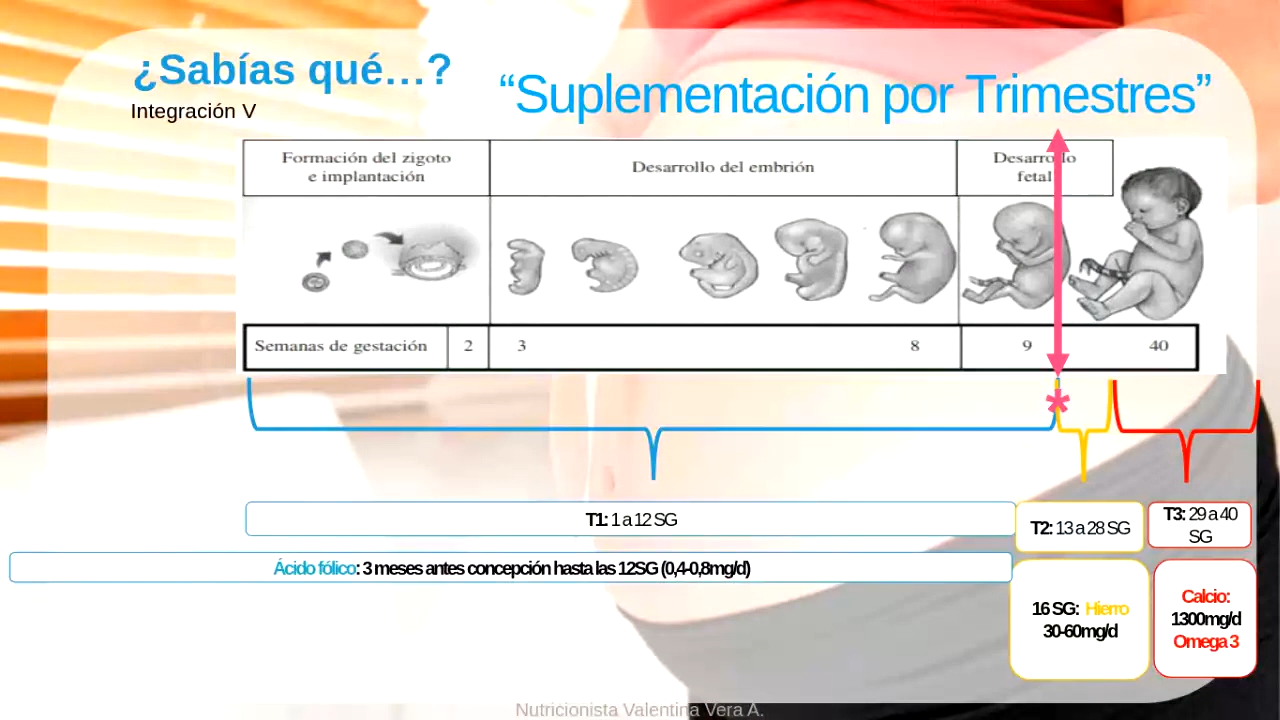 ¿Sabías qué…?
Integración V
“Suplementación por Trimestres”
Formación del zigoto
e implantación
Desarrollo del embrión
Desarrollo
fetal
Semanas de gestación 2 3 8 9 40
*
T1: 1 a 12 SG
T2: 13 a 28 SG
T3: 29 a 40
SG
Ácido fólico: 3 meses antes concepción hasta las 12SG (0,4-0,8mg/d)
16 SG: Hierro
30-60mg/d
Calcio:
1300mg/d
Omega 3
Nutricionista Valentina Vera A.